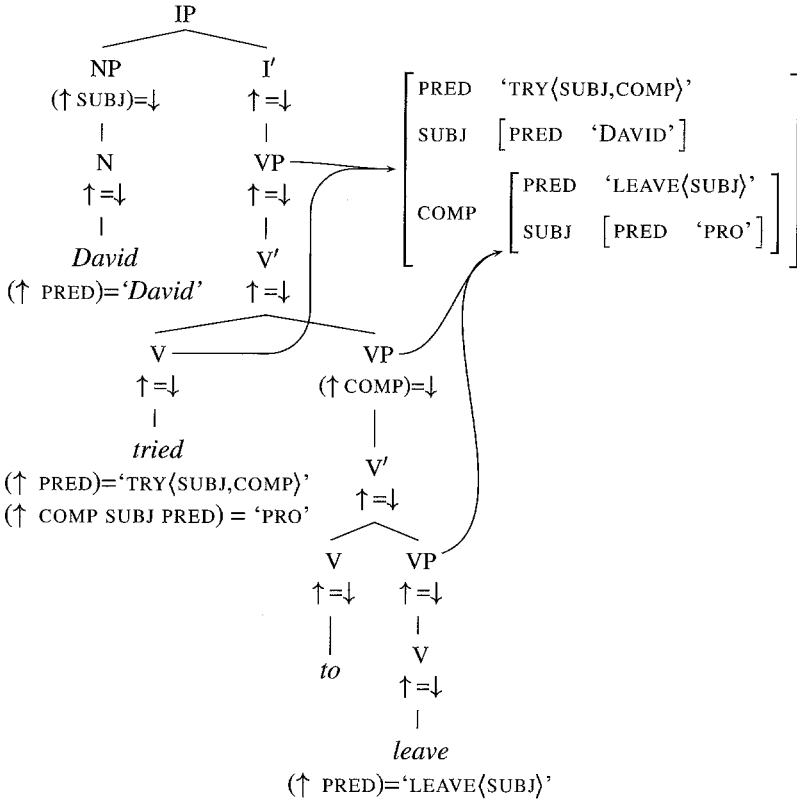 IP
NP I′
(↑ SUBJ)=↓ ↑=↓
N VP
↑=↓ ↑=↓
David V′
(↑ PRED)=‘David’ ↑=↓
V VP
↑=↓ (↑ COMP)=↓
tried
(↑ PRED)=‘TRY⟨SUBJ,COMP⟩’
(↑ COMP SUBJ PRED) = ‘PRO’
V′
↑=↓
V VP
↑=↓ ↑=↓
to V
↑=↓
leave
(↑ PRED)=‘LEAVE⟨SUBJ⟩’
PRED ‘TRY⟨SUBJ,COMP⟩’
SUBJ [PRED ‘DAVID’]
COMP
PRED ‘LEAVE⟨SUBJ⟩’
SUBJ [PRED ‘PRO’]